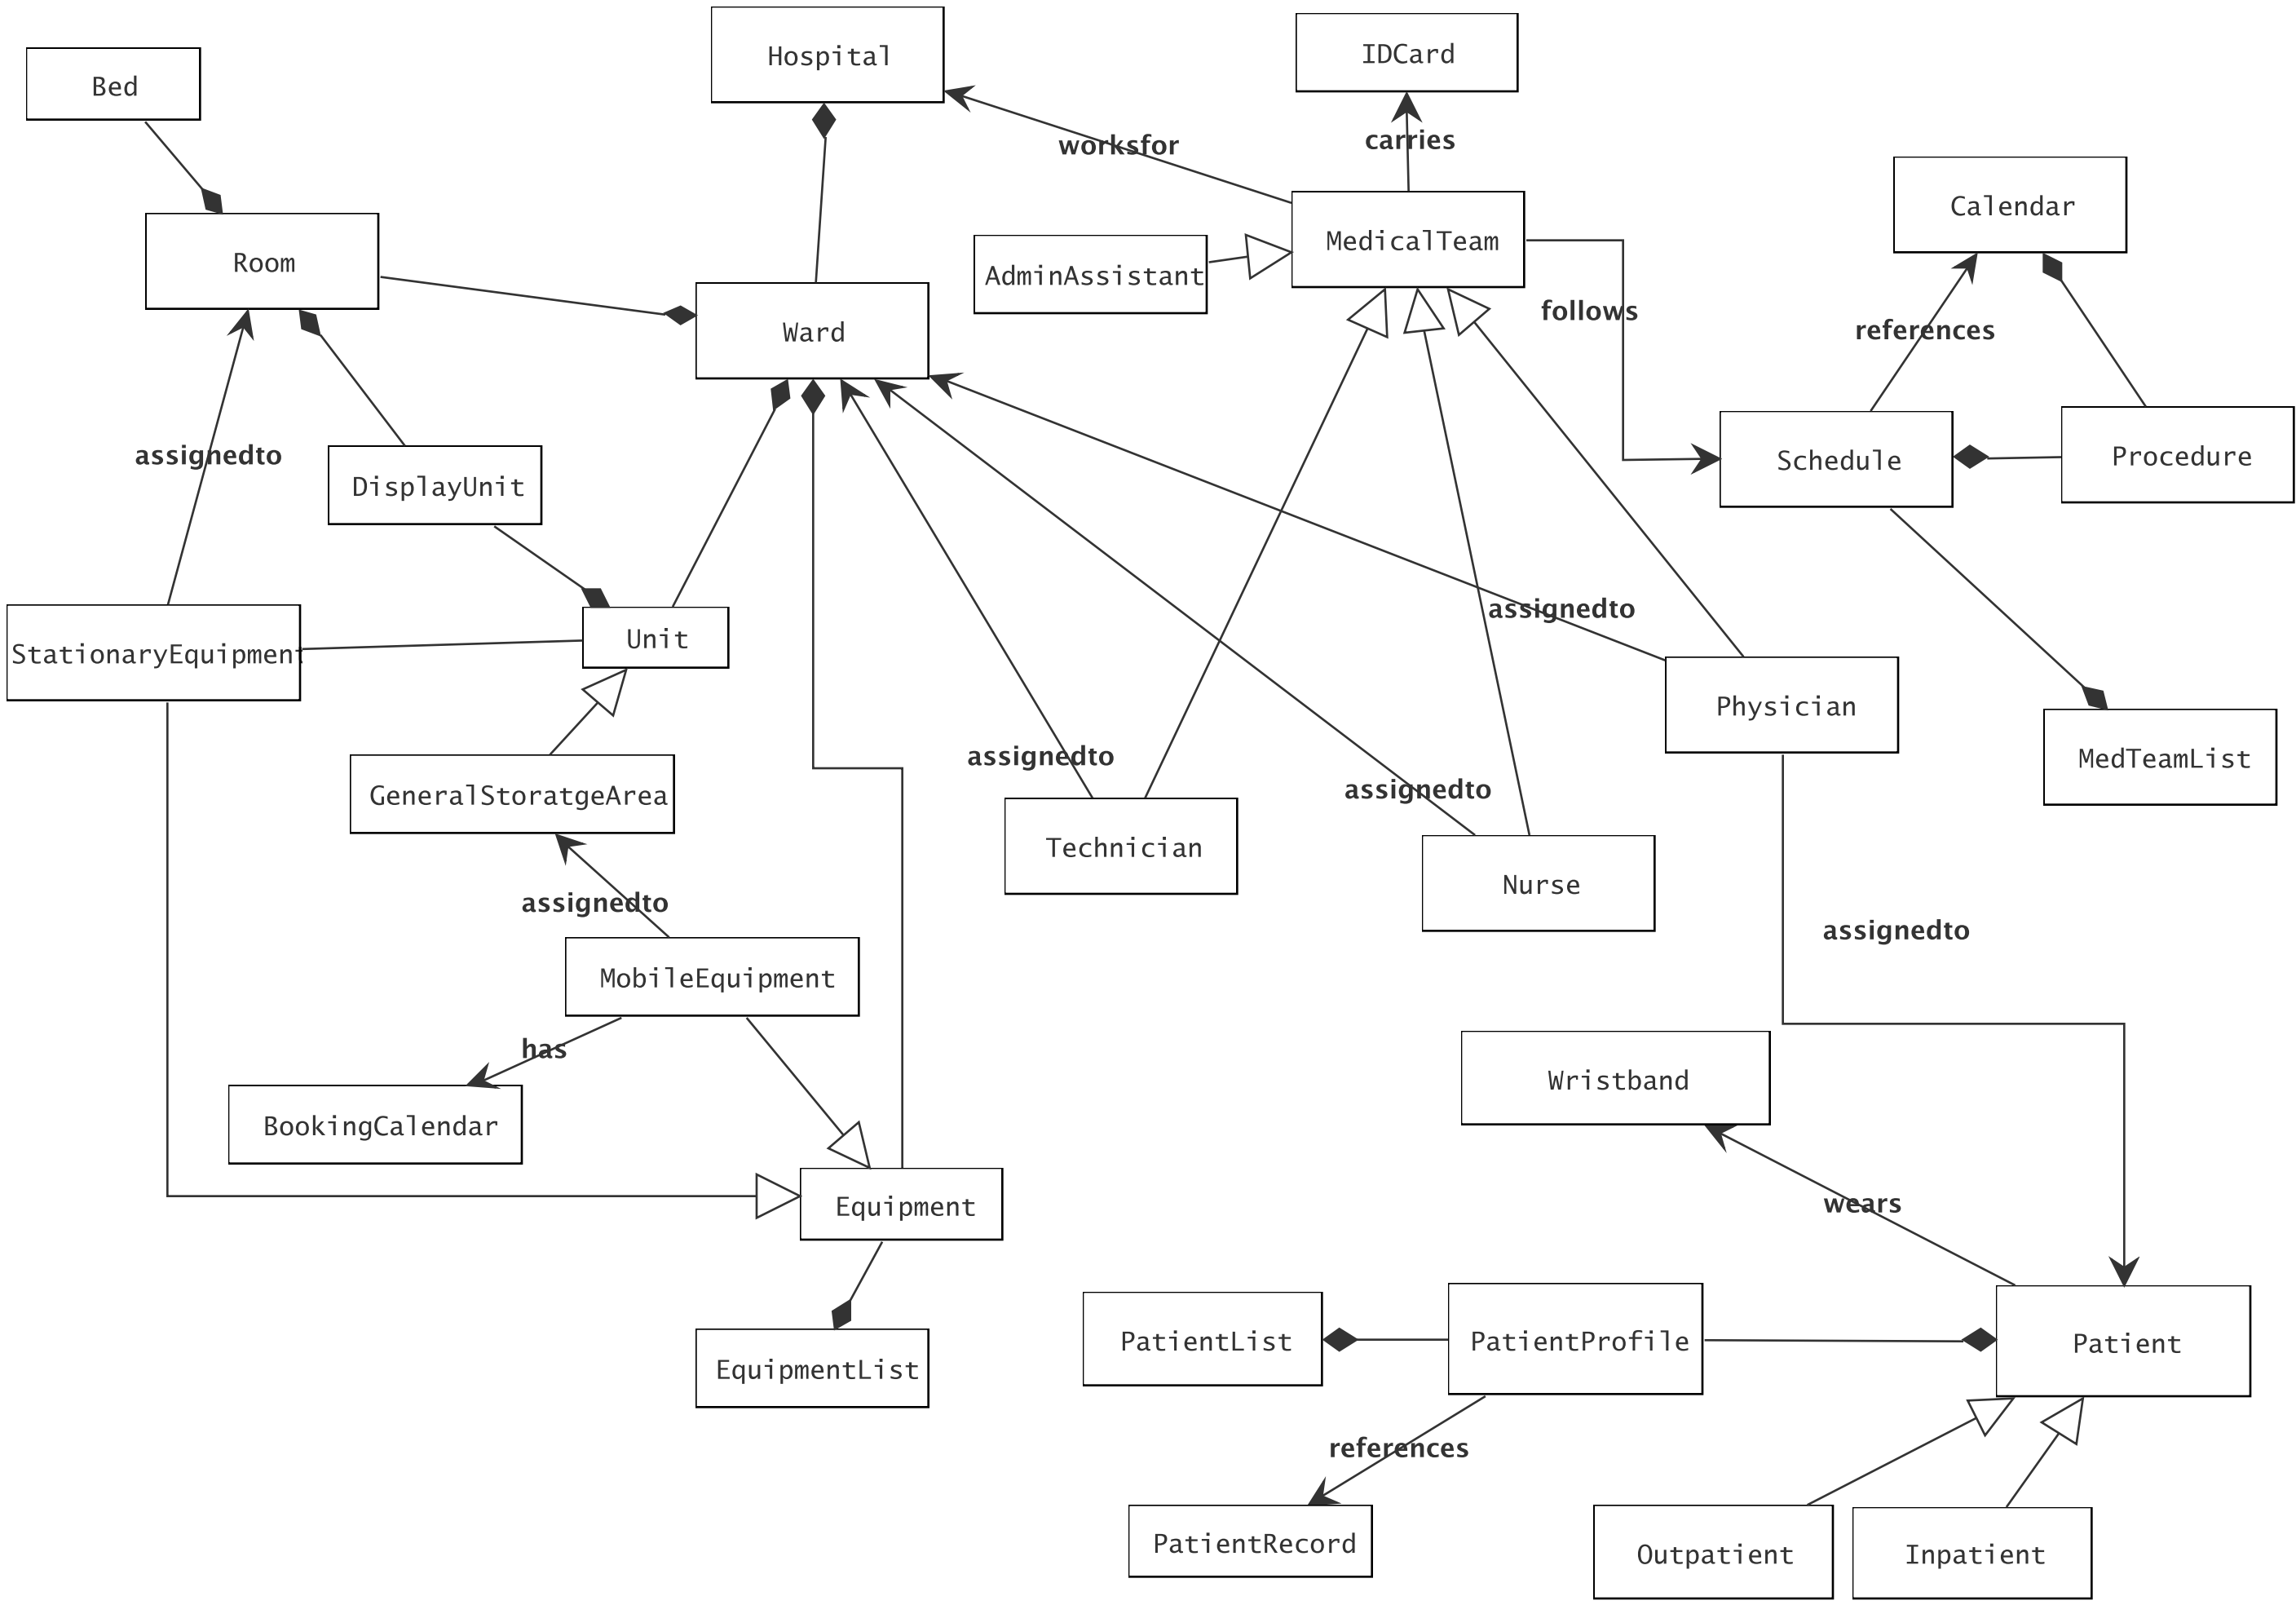 Hospital
IDCard
Bed
worksfor
carries
Calendar
Room
MedicalTeam
AdminAssistant
follows
references
Ward
assignedto
DisplayUnit
Schedule
Procedure
assignedto
StationaryEquipment
Unit
Physician
assignedto
MedTeamList
GeneralStoratgeArea
assignedto
Technician
Nurse
assignedto
assignedto
MobileEquipment
has
Wristband
BookingCalendar
wears
Equipment
PatientList
PatientProfile
Patient
EquipmentList
references
PatientRecord
Outpatient
Inpatient